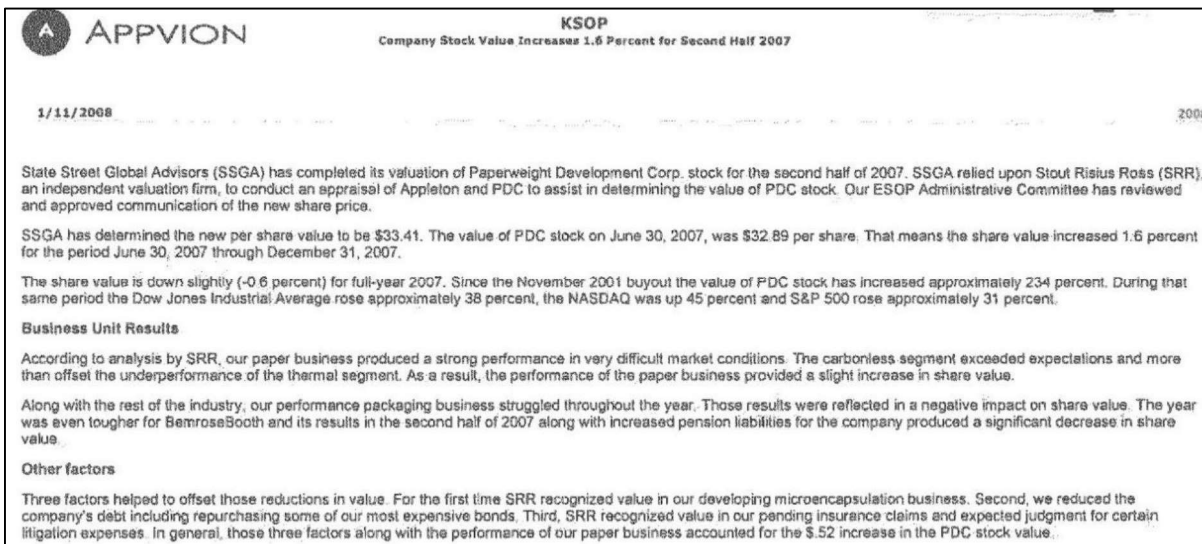 A APPVION
KSOP
Company Stock Value Increases 1.6 Percent for Second Half 2007
1/11/2008
200
State Street Global Advisors (SSGA) has completed its valuation of Paperweight Development Corp. stock for the second half of 2007. SSGA relied upon Stout Risius Ross (SRR),
an independent valuation firm, to conduct an appraisal of Appleton and PDC to assist in determining the value of PDC stock. Our ESOP Administrative Committee has reviewed
and approved communication of the new share price.
SSGA has determined the new per share value to be $33.41. The value of PDC stock on June 30, 2007, was $32.89 per share. That means the share value increased 1.6 percent
for the period June 30, 2007 through December 31, 2007.
The share value is down slightly (-0.6 percent) for full-year 2007. Since the November 2001 buyout the value of PDC stock has increased approximately 234 percent. During that
same period the Dow Jones Industrial Average rose approximately 38 percent, the NASDAQ was up 45 percent and S&P 500 rose approximately 31 percent.
Business Unit Results
According to analysis by SRR, our paper business produced a strong performance in very difficult market conditions. The carbonless segment exceeded expectations and more
than offset the underperformance of the thermal segment. As a result, the performance of the paper business provided a slight increase in share value.
Along with the rest of the industry, our performance packaging business struggled throughout the year. Those results were reflected in a negative impact on share value. The year
was even tougher for BemroseBooth and its results in the second half of 2007 along with increased pension liabilities for the company produced a significant decrease in share
value.
Other factors
Three factors helped to offset those reductions in value. For the first time SRR recognized value in our developing microencapsulation business. Second, we reduced the
company's debt including repurchasing some of our most expensive bonds. Third, SRR recognized value in our pending insurance claims and expected judgment for certain
litigation expenses. In general, those three factors along with the performance of our paper business accounted for the $.52 increase in the PDC stock value.